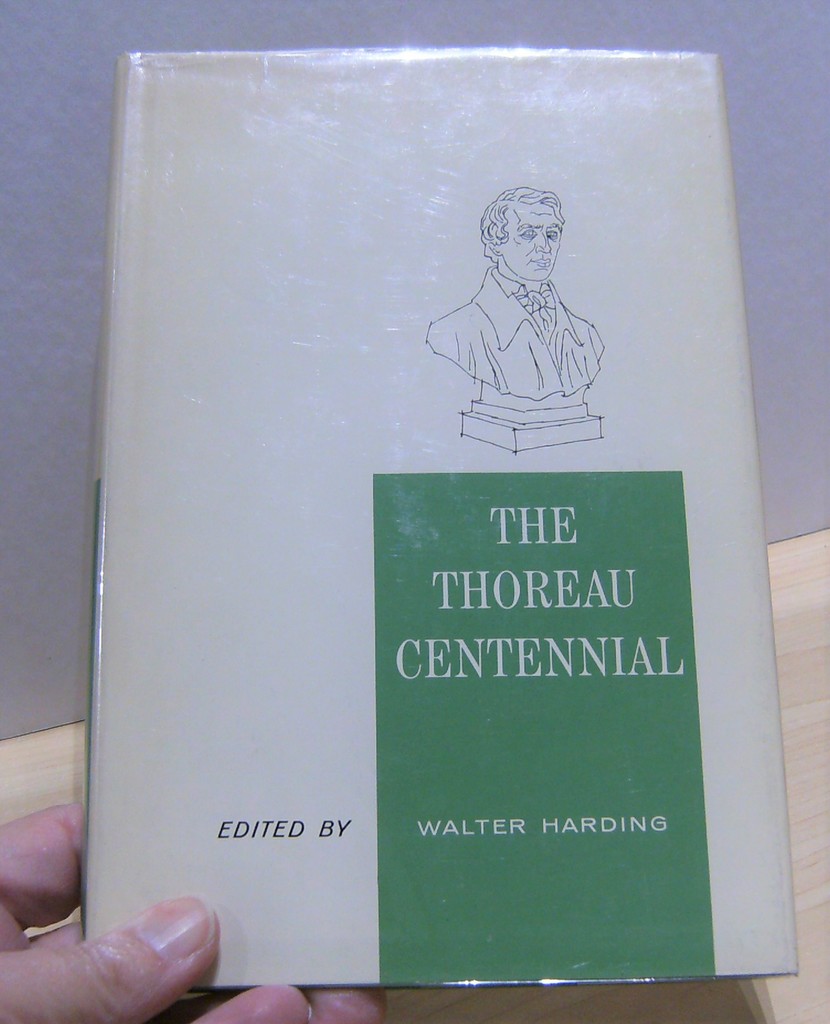 THE
THOREAU
CENTENNIAL
EDITED BY WALTER HARDING